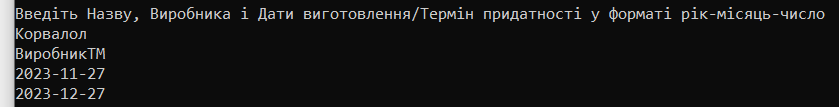 Введіть Назву, Виробника і Дати виготовлення/Термін придатності у форматі рік-місяць-число
Корвалол
ВиробникТМ
2023-11-27
2023-12-27